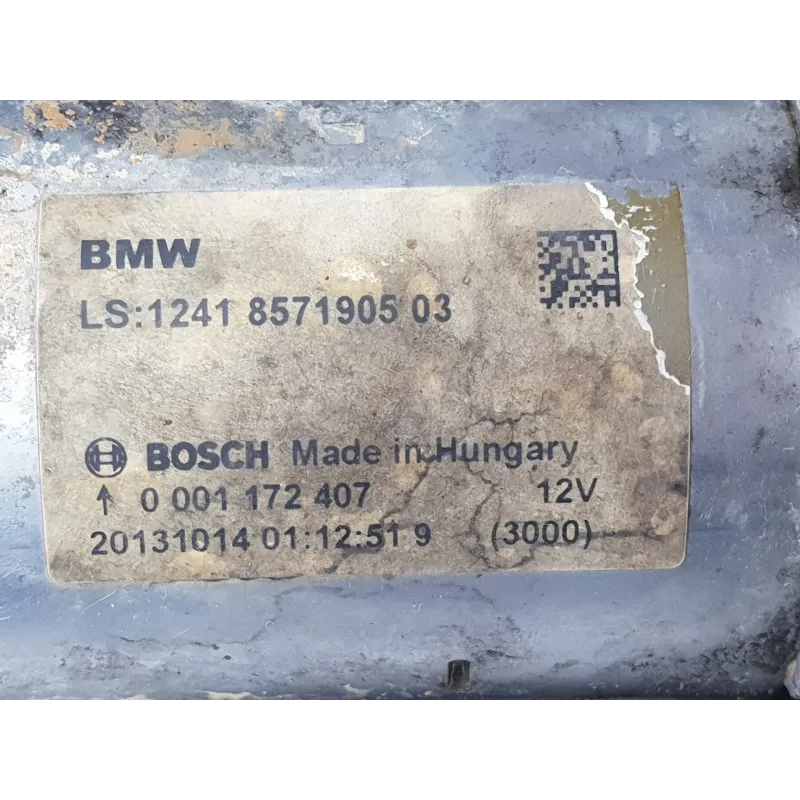 BMW
LS:1241 8571905 03
BOSCH Made in Hungary
↑ 0 001 172 407 12V
20131014 01:12:51 9 (3000)